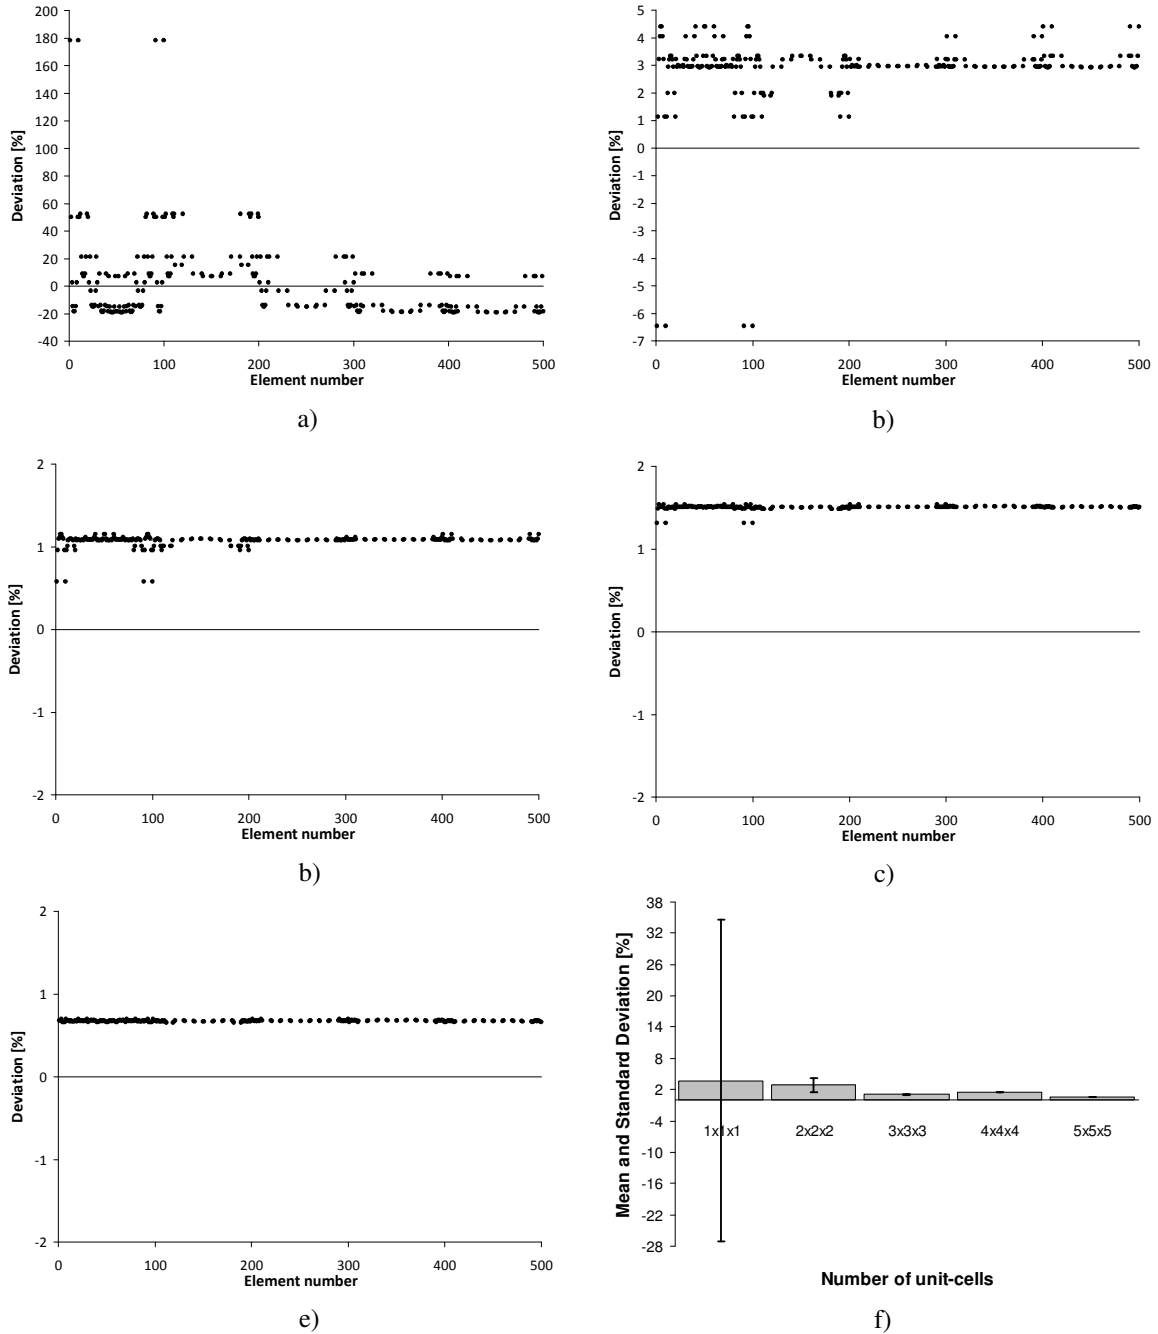 200
180
160
140
120
100
80
60
40
20
0
-20
-40
0 100 200 300 400 500
Deviation [%]
Element number
a)
5
4
3
2
1
0
-1
-2
-3
-4
-5
-6
-7
0 100 200 300 400 500
Deviation [%]
Element number
b)
2
1
0
-1
-2
0 100 200 300 400 500
Deviation [%]
Element number
b)
2
1
0
-1
-2
0 100 200 300 400 500
Deviation [%]
Element number
c)
2
1
0
-1
-2
0 100 200 300 400 500
Deviation [%]
Element number
e)
38
32
26
20
14
8
2
-4
-10
-16
-22
-28
1x1x1 2x2x2 3x3x3 4x4x4 5x5x5
Mean and Standard Deviation [%]
Number of unit-cells
f)